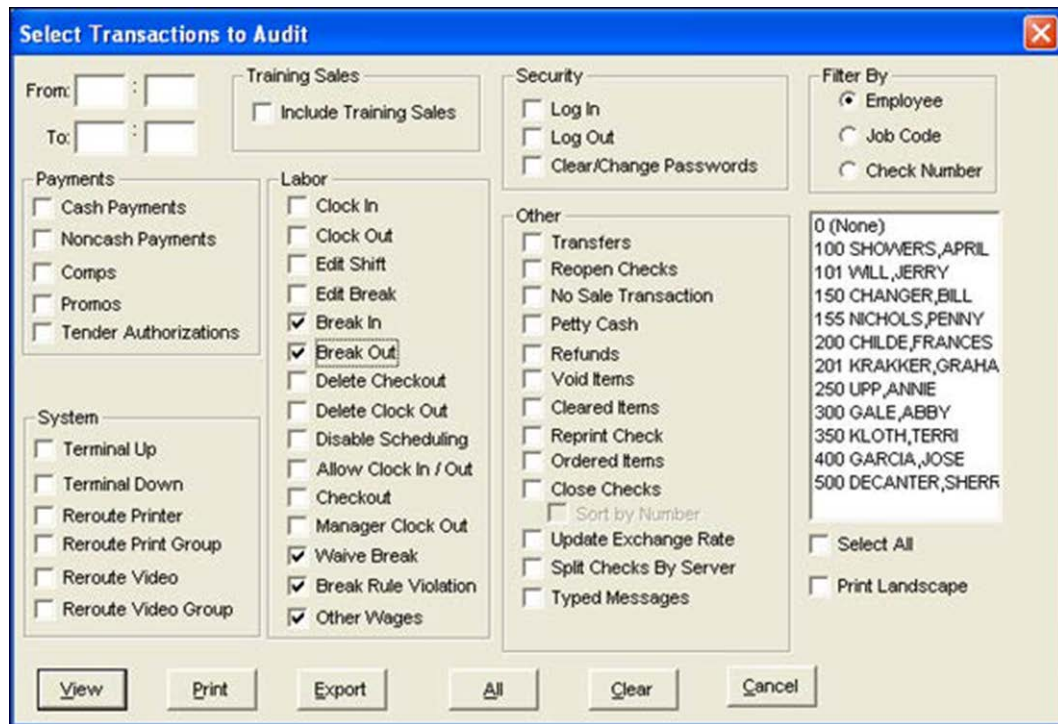 Select Transactions to Audit
From:
:
To:
:
Training Sales
Include Training Sales
Security
Log In
Log Out
Clear/Change Passwords
Filter By
Employee
Job Code
Check Number
Payments
Cash Payments
Noncash Payments
Comps
Promos
Tender Authorizations
System
Terminal Up
Terminal Down
Reroute Printer
Reroute Print Group
Reroute Video
Reroute Video Group
Labor
Clock In
Clock Out
Edit Shift
Edit Break
Break In
Break Out
Delete Checkout
Delete Clock Out
Disable Scheduling
Allow Clock In / Out
Checkout
Manager Clock Out
Waive Break
Break Rule Violation
Other Wages
Other
Transfers
Reopen Checks
No Sale Transaction
Petty Cash
Refunds
Void Items
Cleared Items
Reprint Check
Ordered Items
Close Checks
Sort by Number
Update Exchange Rate
Split Checks By Server
Typed Messages
0 (None)
100 SHOWERS,APRIL
101 WILL,JERRY
150 CHANGER,BILL
155 NICHOLS,PENNY
200 CHILDE,FRANCES
201 KRAKKER,GRAHA
250 UPP,ANNIE
300 GALE,ABBY
350 KLOTH,TERRI
400 GARCIA,JOSE
500 DECANTER,SHERR
Select All
Print Landscape
View
Print
Export
All
Clear
Cancel